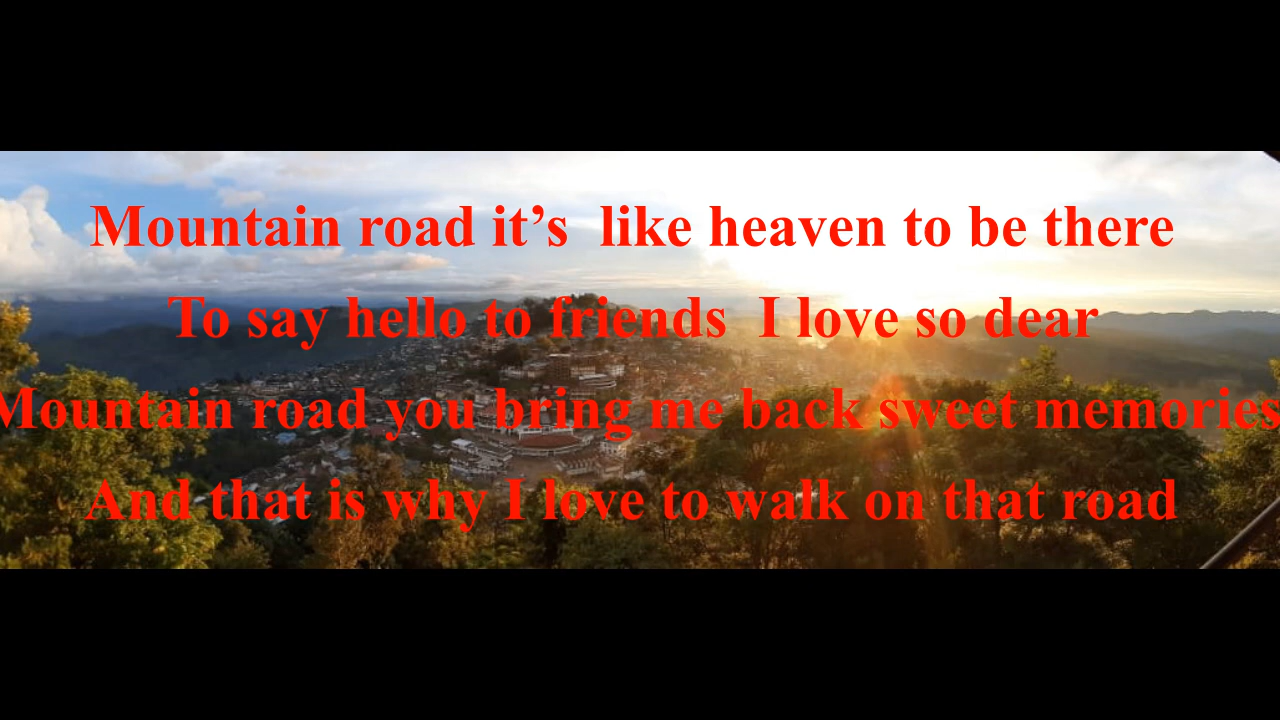 Mountain road it’s  like heaven to be there
To say hello to friends  I love so dear
Mountain road you bring me back sweet memories
And that is why I love to walk on that road